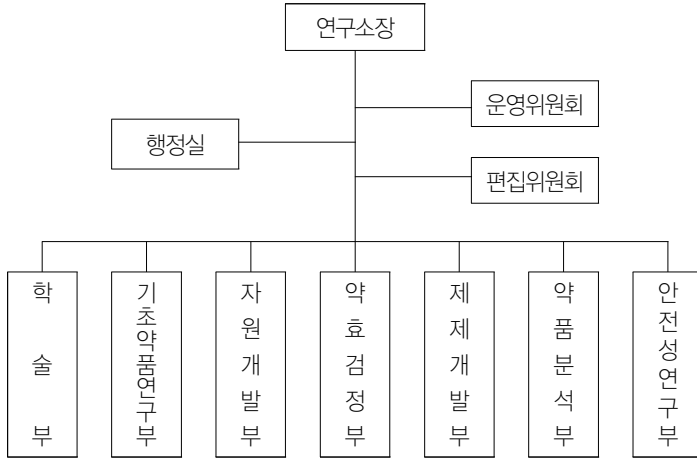 연구소장
운영위원회
행정실
편집위원회
학술부
기초약품연구부
자원개발부
약효검정부
제제개발부
약품분석부
안전성연구부